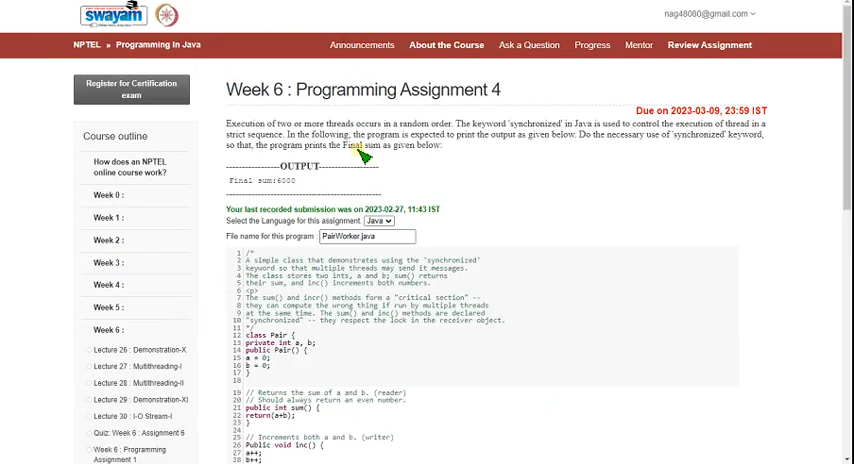 swayam
nag48080@gmail.com
NPTEL » Programming In Java
Announcements About the Course Ask a Question Progress Mentor Review Assignment
Register for Certification
exam
Course outline
How does an NPTEL
online course work?
Week 0 :
Week 1 :
Week 2 :
Week 3 :
Week 4 :
Week 5 :
Week 6 :
Lecture 26 : Demonstration-X
Lecture 27 : Multithreading-I
Lecture 28 : Multithreading-II
Lecture 29 : Demonstration-XI
Lecture 30 : I-O Stream-I
Quiz: Week 6 : Assignment 6
Week 6 : Programming
Assignment 1
Week 6 : Programming Assignment 4
Due on 2023-03-09, 23:59 IST
Execution of two or more threads occurs in a random order. The keyword 'synchronized' in Java is used to control the execution of thread in a
strict sequence. In the following, the program is expected to print the output as given below. Do the necessary use of 'synchronized' keyword,
so that, the program prints the Final sum as given below:
-----------------OUTPUT-------------------
Final sum:6000
-------------------------------------------------
Your last recorded submission was on 2023-02-27, 11:43 IST
Select the Language for this assignment. Java
File name for this program : PairWorker.java
1 /*
2 A simple class that demonstrates using the 'synchronized'
3 keyword so that multiple threads may send it messages.
4 The class stores two ints, a and b; sum() returns
5 their sum, and inc() increments both numbers.
6 <p>
7 The sum() and incr() methods form a "critical section" --
8 they can compute the wrong thing if run by multiple threads
9 at the same time. The sum() and inc() methods are declared
10 "synchronized" -- they respect the lock in the receiver object.
11 */
12 class Pair {
13 private int a, b;
14 public Pair() {
15 a = 0;
16 b = 0;
17 }
18
19 // Returns the sum of a and b. (reader)
20 // Should always return an even number.
21 public int sum() {
22 return(a+b);
23 }
24
25 // Increments both a and b. (writer)
26 Public void inc() {
27 a++;
28 b++;